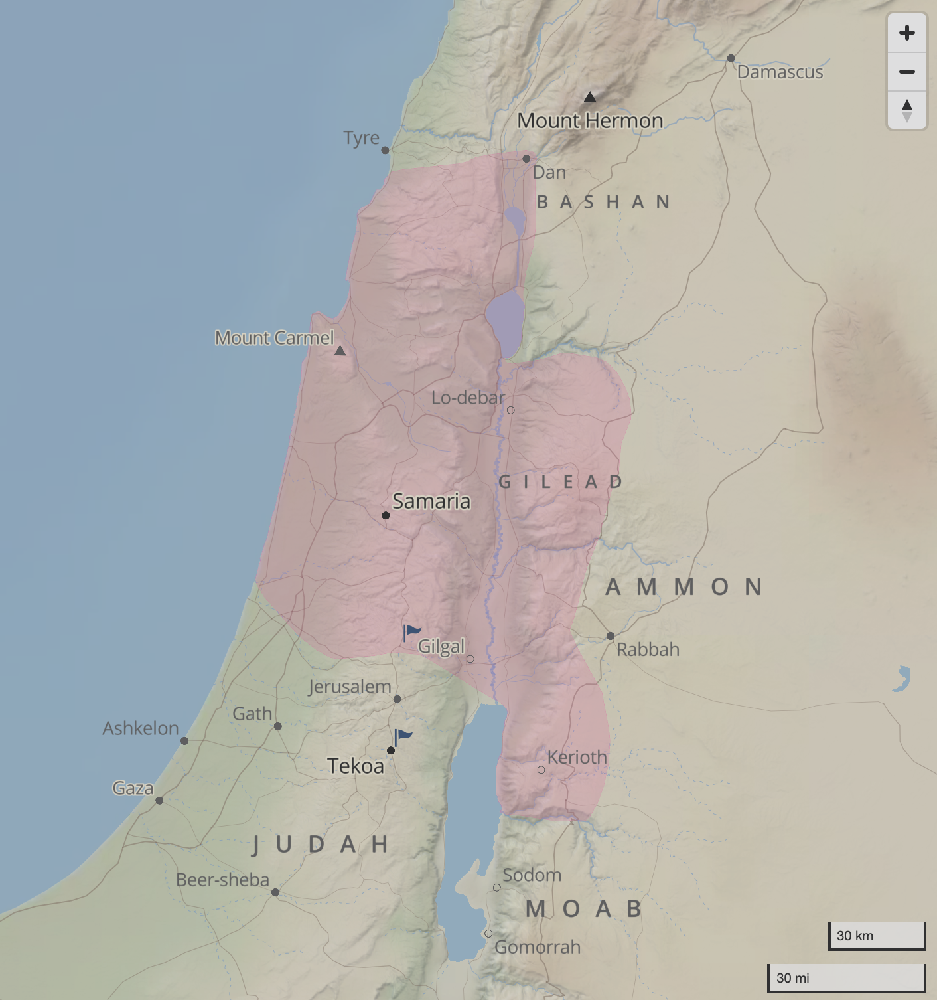 Damascus
Mount Hermon
Tyre
Dan
BASHAN
Mount Carmel
Lo-debar
GILEAD
Samaria
AMMON
Gilgal
Rabbah
Jerusalem
Gath
Ashkelon
Kerioth
Tekoa
Gaza
JUDAH
Sodom
Beer-sheba
MOAB
Gomorrah
30 km
30 mi